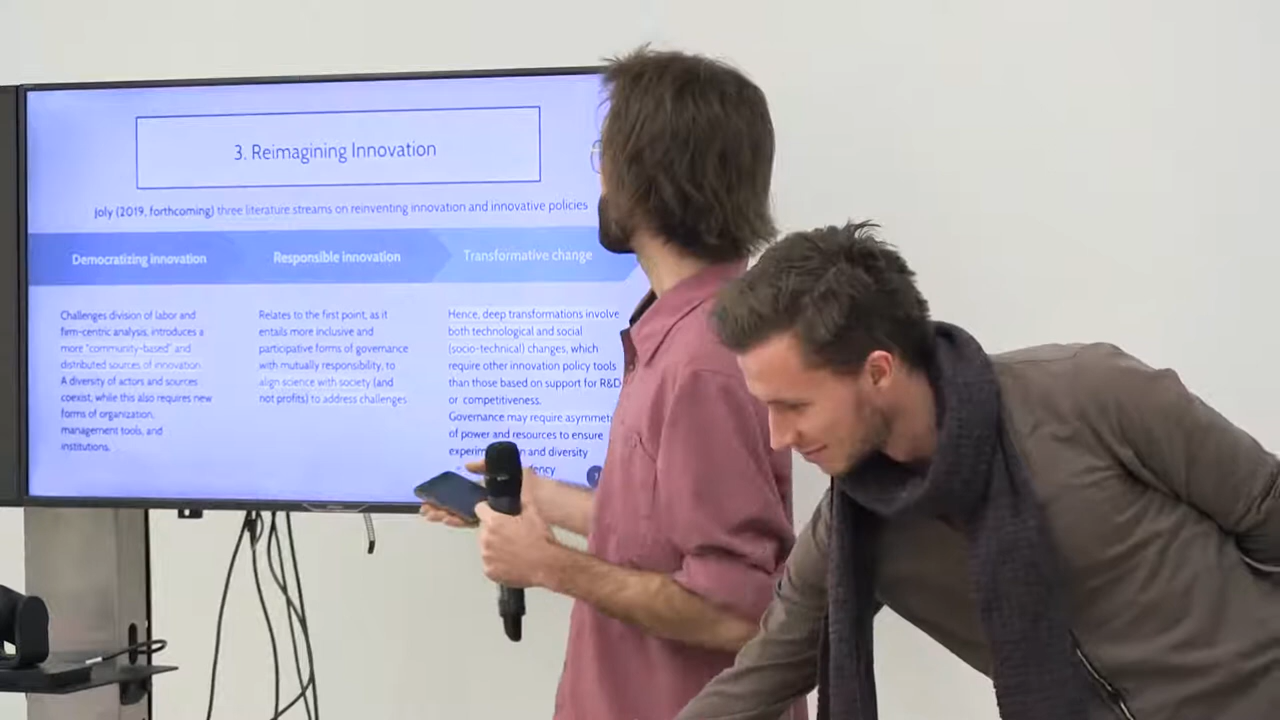 3. Reimagining Innovation
Joly (2019, forthcoming) three literature streams on reinventing innovation and innovative policies
Democratizing innovation
Responsible innovation
Transformative change
Challenges division of labor and
firm-centric analysis, introduces a
more "community-based" and
distributed sources of innovation.
A diversity of actors and sources
coexist, while this also requires new
forms of organization,
management tools, and
institutions.
Relates to the first point, as it
entails more inclusive and
participative forms of governance
with mutually responsibility, to
align science with society (and
not profits) to address challenges.
Hence, deep transformations involve
both technological and social
(socio-technical) changes, which
require other innovation policy tools
than those based on support for R&D
or competitiveness.
Governance may require
of power and resources to ensure
and diversity